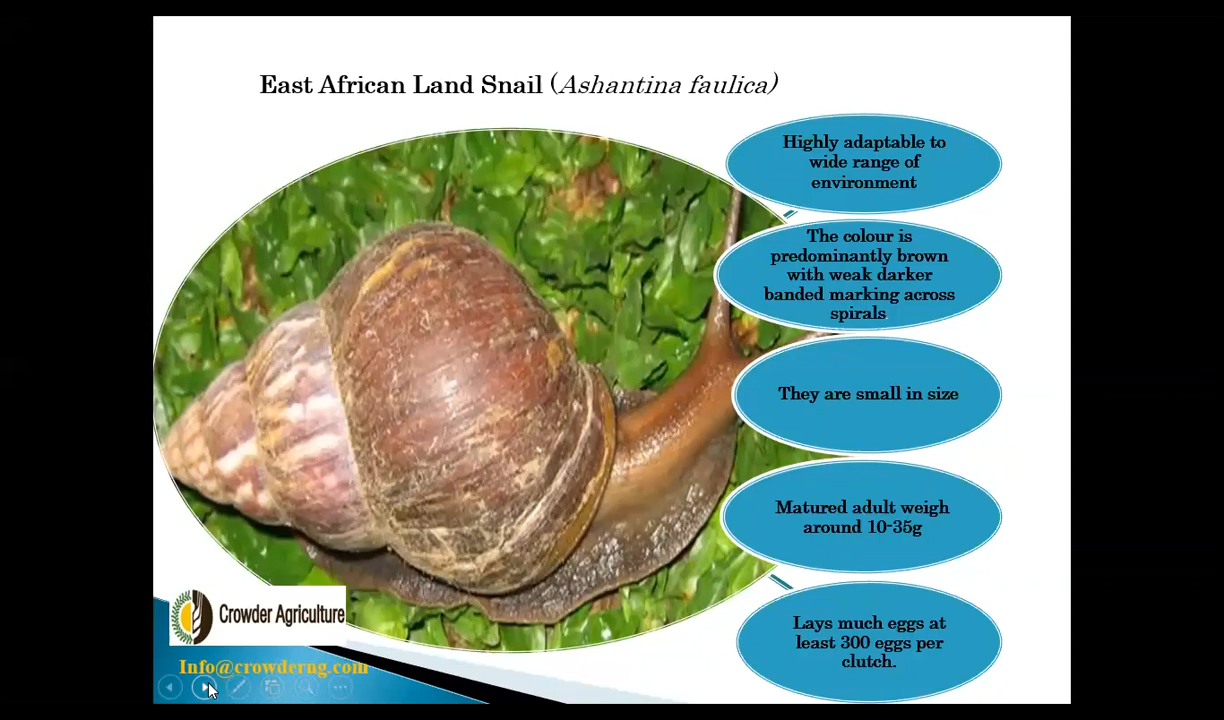 East African Land Snail (Ashantina faulica)
Highly adaptable to
wide range of
environment
The colour is
predominantly brown
with weak darker
banded marking across
spirals
They are small in size
Matured adult weigh
around 10-35g
Lays much eggs at
least 300 eggs per
clutch.
Crowder Agriculture
Info@crowderng.com